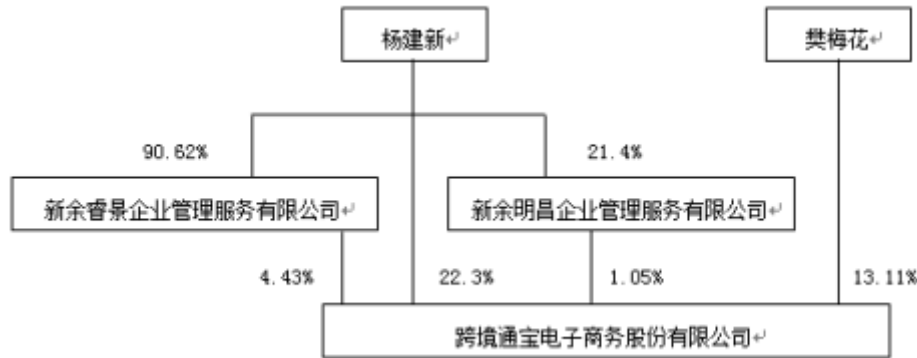 杨建新↵
樊梅花↵
90.62%
21.4%
新余睿景企业管理服务有限公司↵
新余明昌企业管理服务有限公司↵
4.43%
22.3%
1.05%
13.11%
跨境通宝电子商务股份有限公司↵